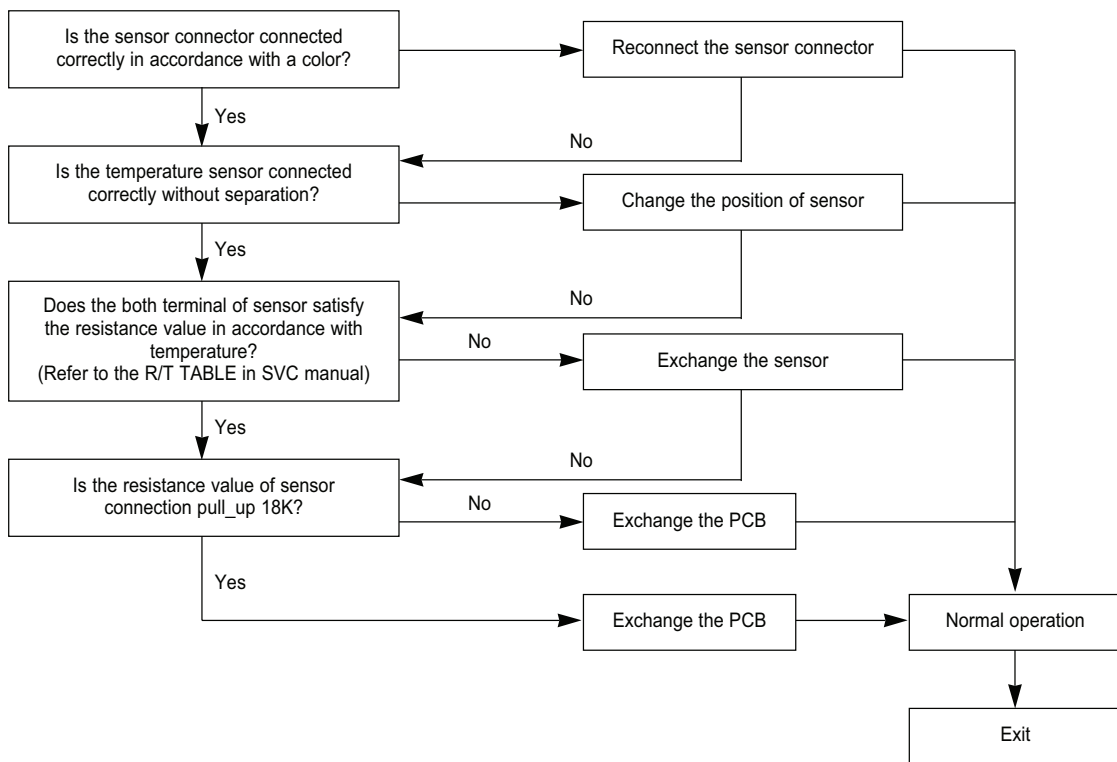 Is the sensor connector connected
correctly in accordance with a color?
Reconnect the sensor connector
Yes
No
Is the temperature sensor connected
correctly without separation?
Change the position of sensor
Yes
No
Does the both terminal of sensor satisfy
the resistance value in accordance with
temperature?
(Refer to the R/T TABLE in SVC manual)
No
Exchange the sensor
Yes
No
Is the resistance value of sensor
connection pull_up 18K?
No
Exchange the PCB
Yes
Exchange the PCB
Normal operation
Exit